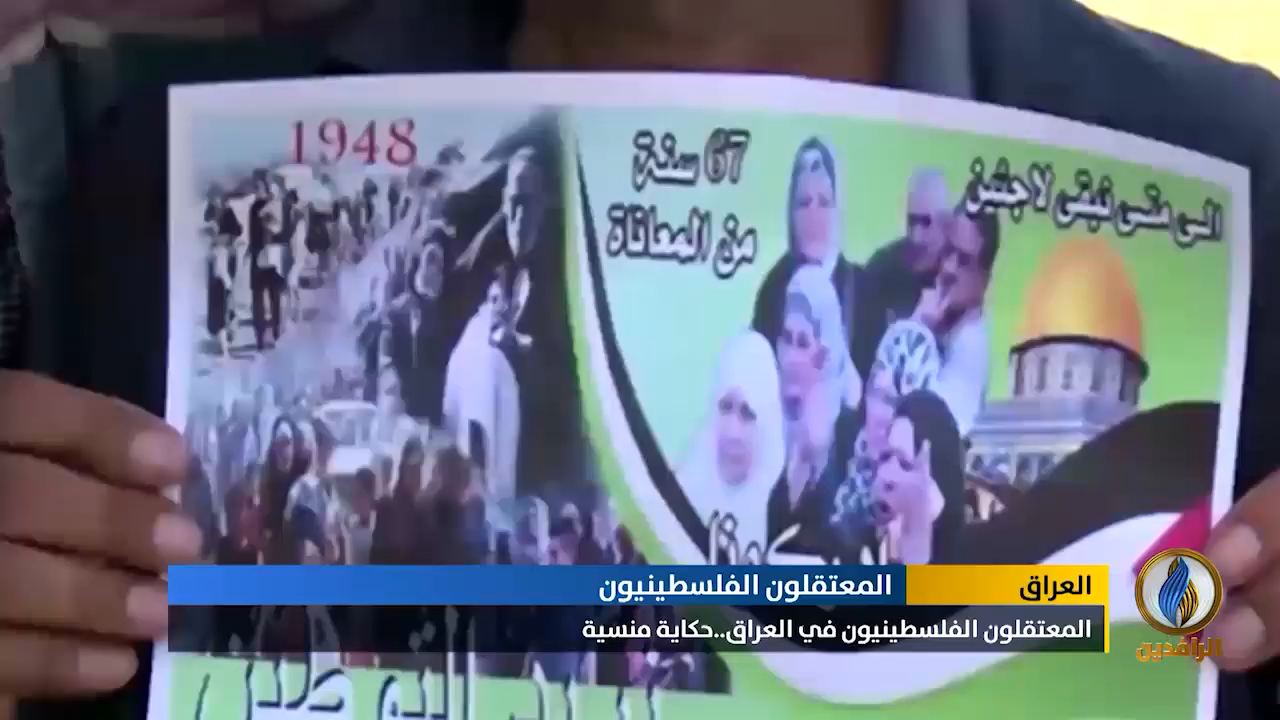 1948
67 سنة
من المعاناة
الى متى نبقى لاجئين
العراق
المعتقلون الفلسطينيون
المعتقلون الفلسطينيون في العراق..حكاية منسية
الرافدين